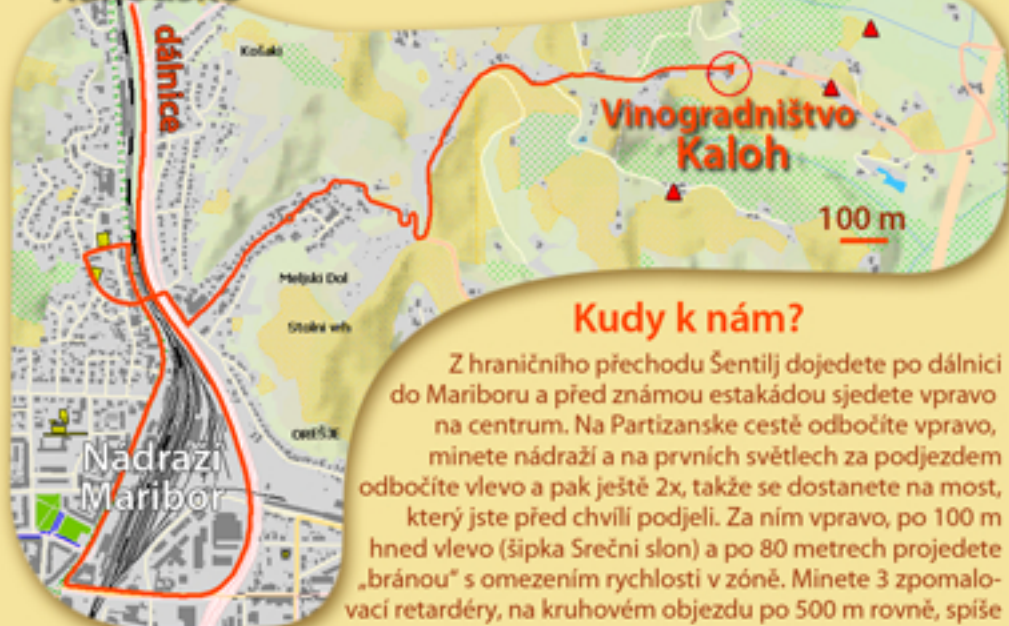 dálnice
Košaki
Vinogradništvo
Kaloh
100 m
Meljski Dol
Stolni vrh
OREŠJE
Nádraží
Maribor
Kudy k nám?
Z hraničního přechodu Šentilj dojedete po dálnici
do Mariboru a před známou estakádou sjedete vpravo
na centrum. Na Partizanske cestě odbočíte vpravo,
minete nádraží a na prvních světlech za podjezdem
odbočíte vlevo a pak ještě 2x, takže se dostanete na most,
který jste před chvílí podjeli. Za ním vpravo, po 100 m
hned vlevo (šipka Srečni slon) a po 80 metrech projedete
„bránou“ s omezením rychlosti v zóně. Minete 3 zpomalo-
vací retardéry, na kruhovém objezdu po 500 m rovně, spíše